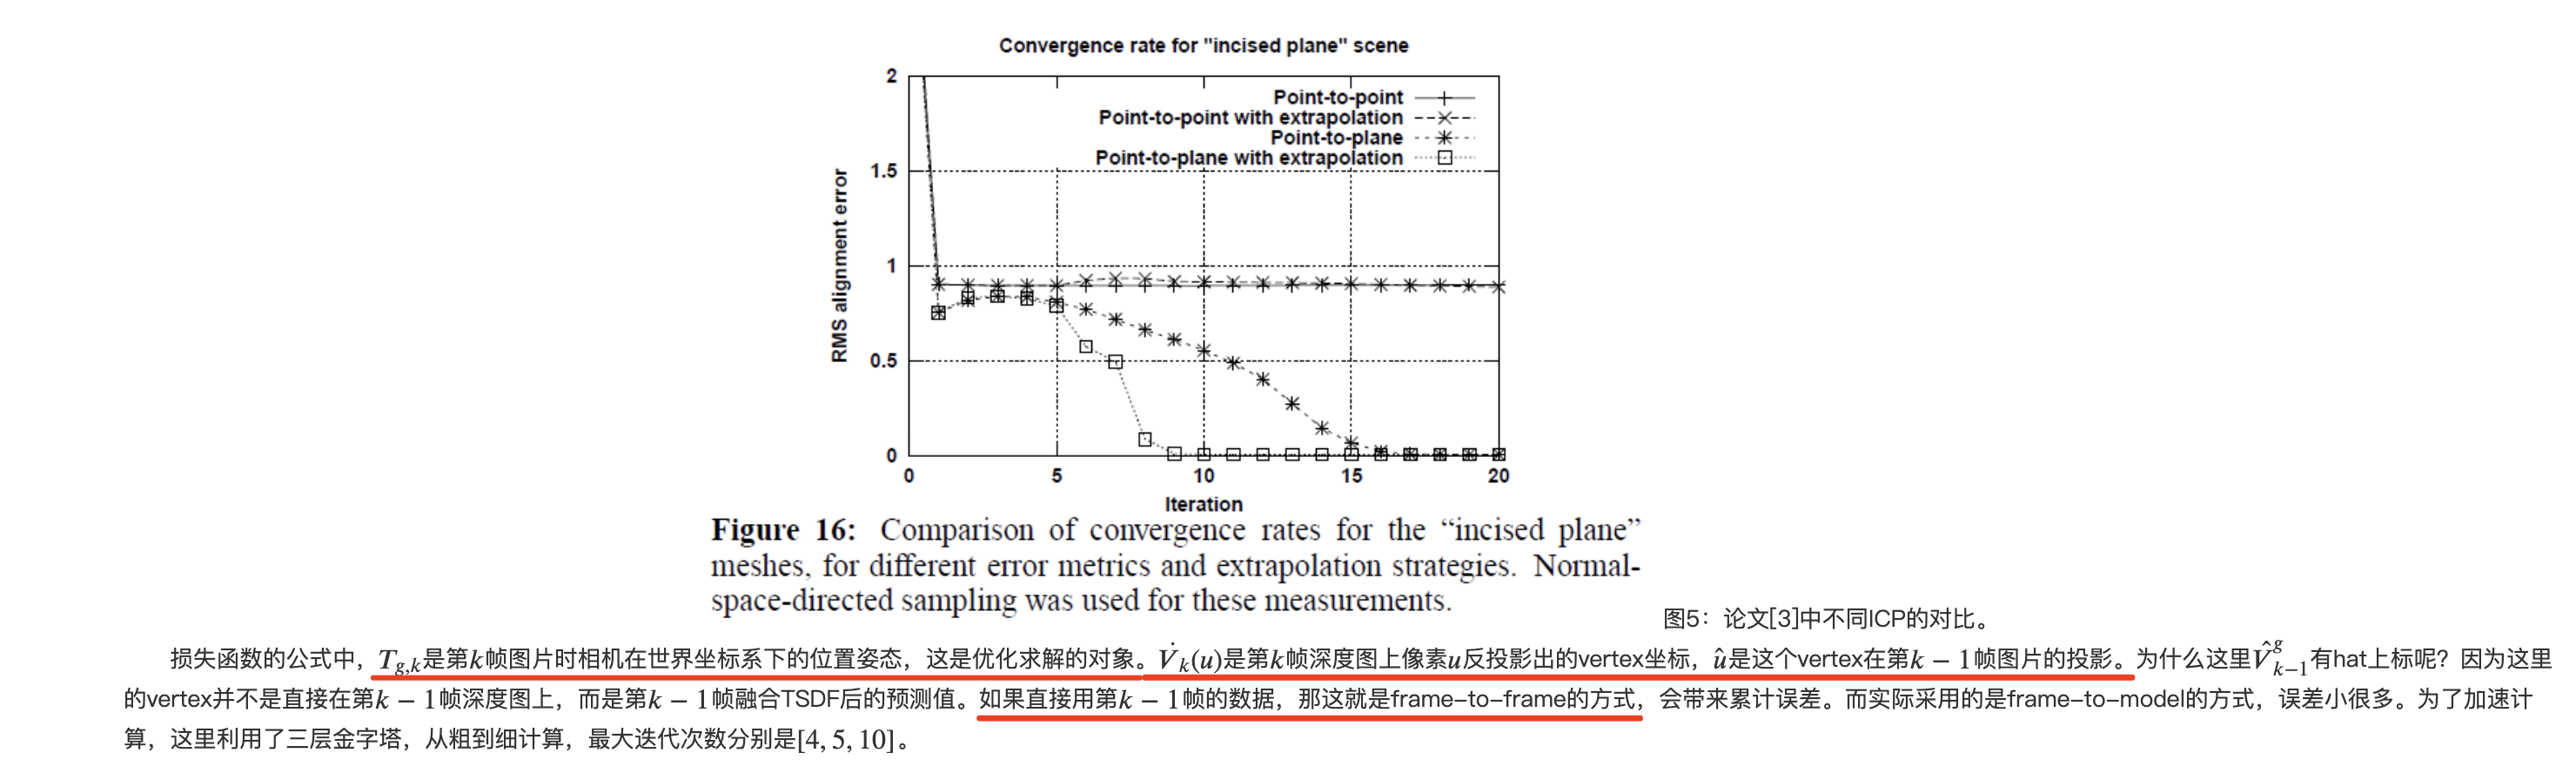 Convergence rate for "incised plane" scene
2
Point-to-point
Point-to-point with extrapolation
Point-to-plane
Point-to-plane with extrapolation
1.5
RMS alignment error
1
0.5
0
0 5 10 15 20
Iteration
Figure 16: Comparison of convergence rates for the “incised plane”
meshes, for different error metrics and extrapolation strategies. Normal-
space-directed sampling was used for these measurements.
图5：论文[3]中不同ICP的对比。
损失函数的公式中，$T_{g,k}$是第$k$帧图片时相机在世界坐标系下的位置姿态，这是优化求解的对象。$\dot{V}_k(u)$是第$k$帧深度图上像素$u$反投影出的vertex坐标，$\hat{u}$是这个vertex在第$k-1$帧图片的投影。为什么这里$\hat{V}^g_{k-1}$有hat上标呢？因为这里
的vertex并不是直接在第$k-1$帧深度图上，而是第$k-1$帧融合TSDF后的预测值。如果直接用第$k-1$帧的数据，那这就是frame-to-frame的方式，会带来累计误差。而实际采用的是frame-to-model的方式，误差小很多。为了加速计
算，这里利用了三层金字塔，从粗到细计算，最大迭代次数分别是[4, 5, 10]。